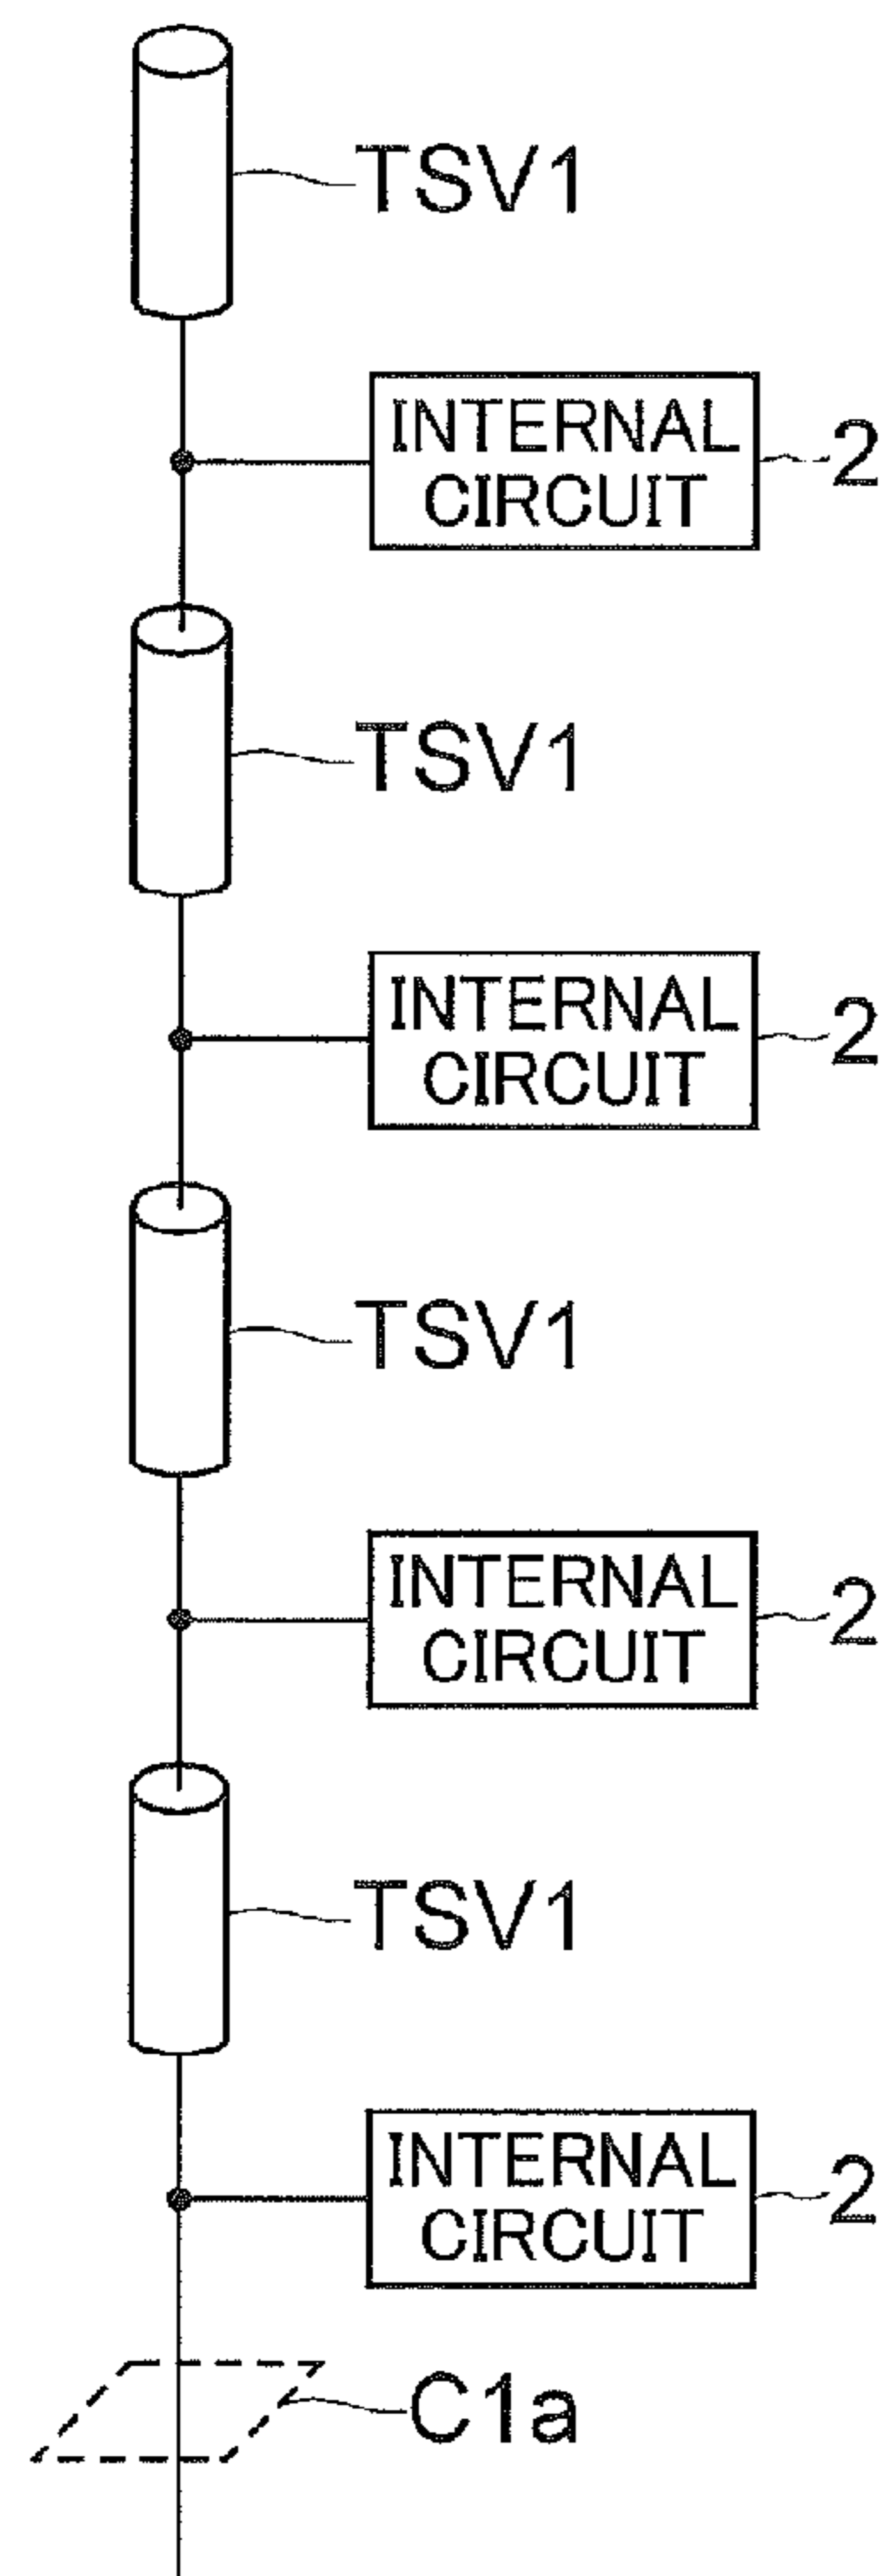 TSV1
INTERNAL
CIRCUIT
2
TSV1
INTERNAL
CIRCUIT
2
TSV1
INTERNAL
CIRCUIT
2
TSV1
INTERNAL
CIRCUIT
2
C1a